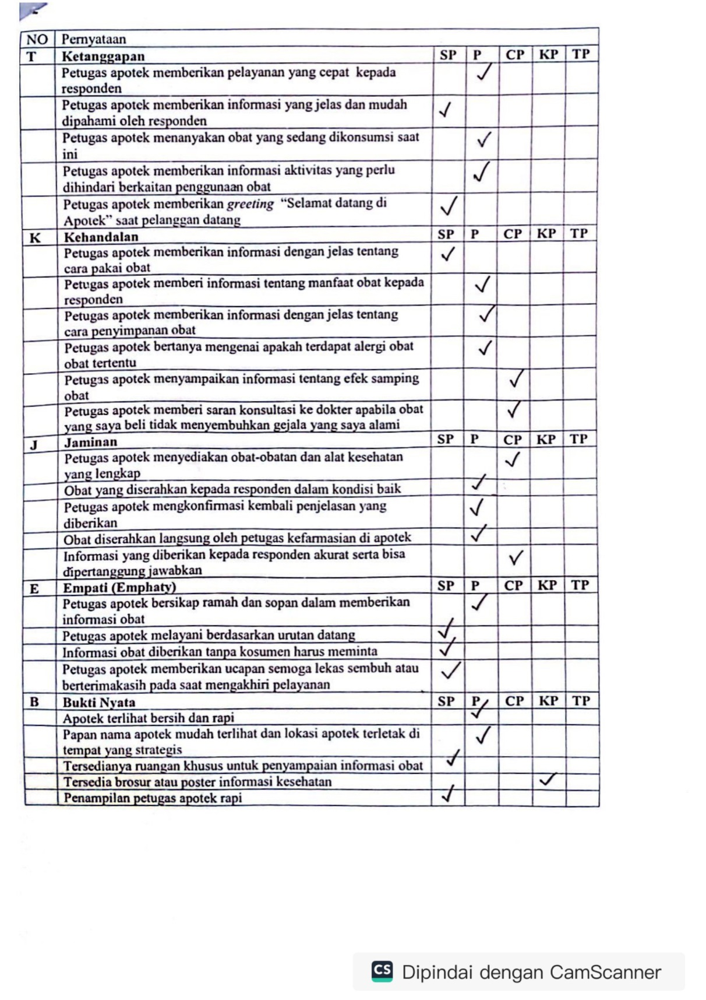 NO Pernyataan
T Ketanggapan SP P CP KP TP
Petugas apotek memberikan pelayanan yang cepat kepada
responden
✓
Petugas apotek memberikan informasi yang jelas dan mudah
dipahami oleh responden
✓
Petugas apotek menanyakan obat yang sedang dikonsumsi saat
ini
✓
Petugas apotek memberikan informasi aktivitas yang perlu
dihindari berkaitan penggunaan obat
✓
Petugas apotek memberikan greeting “Selamat datang di
Apotek” saat pelanggan datang
✓
K Kehandalan SP P CP KP TP
Petugas apotek memberikan informasi dengan jelas tentang
cara pakai obat
✓
Petugas apotek memberi informasi tentang manfaat obat kepada
responden
✓
Petugas apotek memberikan informasi dengan jelas tentang
cara penyimpanan obat
✓
Petugas apotek bertanya mengenai apakah terdapat alergi obat
obat tertentu
✓
Petugas apotek menyampaikan informasi tentang efek samping
obat
✓
Petugas apotek memberi saran konsultasi ke dokter apabila obat
yang saya beli tidak menyembuhkan gejala yang saya alami
✓
J Jaminan SP P CP KP TP
Petugas apotek menyediakan obat-obatan dan alat kesehatan
yang lengkap
✓
Obat yang diserahkan kepada responden dalam kondisi baik ✓
Petugas apotek mengkonfirmasi kembali penjelasan yang
diberikan
✓
Obat diserahkan langsung oleh petugas kefarmasian di apotek ✓
Informasi yang diberikan kepada responden akurat serta bisa
dipertanggung jawabkan
✓
E Empati (Emphaty) SP P CP KP TP
Petugas apotek bersikap ramah dan sopan dalam memberikan
informasi obat
✓
Petugas apotek melayani berdasarkan urutan datang ✓
Informasi obat diberikan tanpa kosumen harus meminta ✓
Petugas apotek memberikan ucapan semoga lekas sembuh atau
berterimakasih pada saat mengakhiri pelayanan
✓
B Bukti Nyata SP P CP KP TP
Apotek terlihat bersih dan rapi ✓
Papan nama apotek mudah terlihat dan lokasi apotek terletak di
tempat yang strategis
✓
Tersedianya ruangan khusus untuk penyampaian informasi obat ✓
Tersedia brosur atau poster informasi kesehatan ✓
Penampilan petugas apotek rapi ✓
CS Dipindai dengan CamScanner